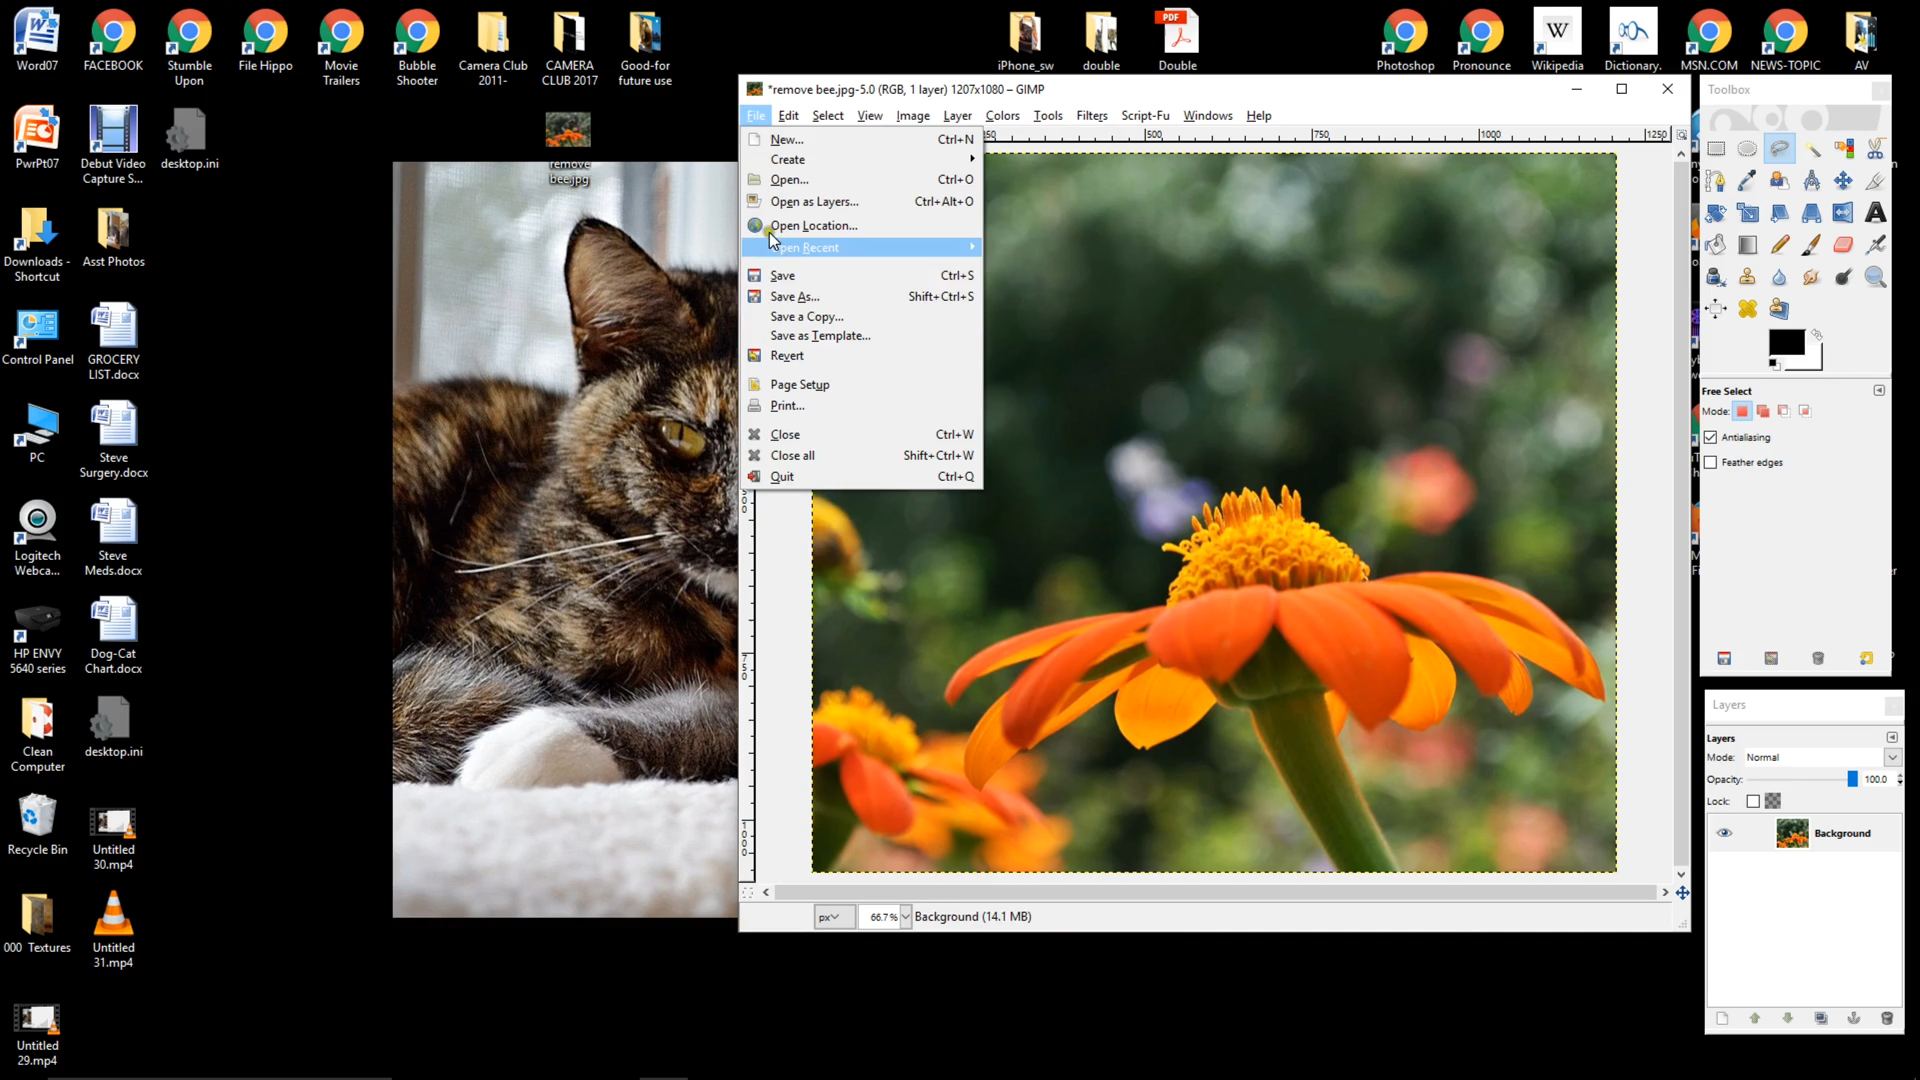 Word07
FACEBOOK
Stumble
Upon
File Hippo
Movie
Trailers
Bubble
Shooter
Camera Club
2011-
CAMERA
CLUB 2017
Good-for
future use
iPhone_sw
double
PDF
Double
Photoshop
Pronounce
W
Wikipedia
Dictionary.
MSN.COM
NEWS-TOPIC
AV
PwrPt07
Debut Video
Capture S...
desktop.ini
remove
bee.jpg
Downloads -
Shortcut
Asst Photos
Control Panel
GROCERY
LIST.docx
PC
Steve
Surgery.docx
Logitech
Webca...
Steve
Meds.docx
HP ENVY
5640 series
Dog-Cat
Chart.docx
Clean
Computer
desktop.ini
Recycle Bin
Untitled
30.mp4
000 Textures
Untitled
31.mp4
Untitled
29.mp4
*remove bee.jpg-5.0 (RGB, 1 layer) 1207x1080 – GIMP
File Edit Select View Image Layer Colors Tools Filters Script-Fu Windows Help
250 500 750 1000 1250
New... Ctrl+N
Create
Open... Ctrl+O
Open as Layers... Ctrl+Alt+O
Open Location...
Open Recent
Save Ctrl+S
Save As... Shift+Ctrl+S
Save a Copy...
Save as Template...
Revert
Page Setup
Print...
Close Ctrl+W
Close all Shift+Ctrl+W
Quit Ctrl+Q
750
1000
px 66.7% Background (14.1 MB)
Toolbox
Free Select
Mode:
Antialiasing
Feather edges
Layers
Layers
Mode: Normal
Opacity: 100.0
Lock:
Background